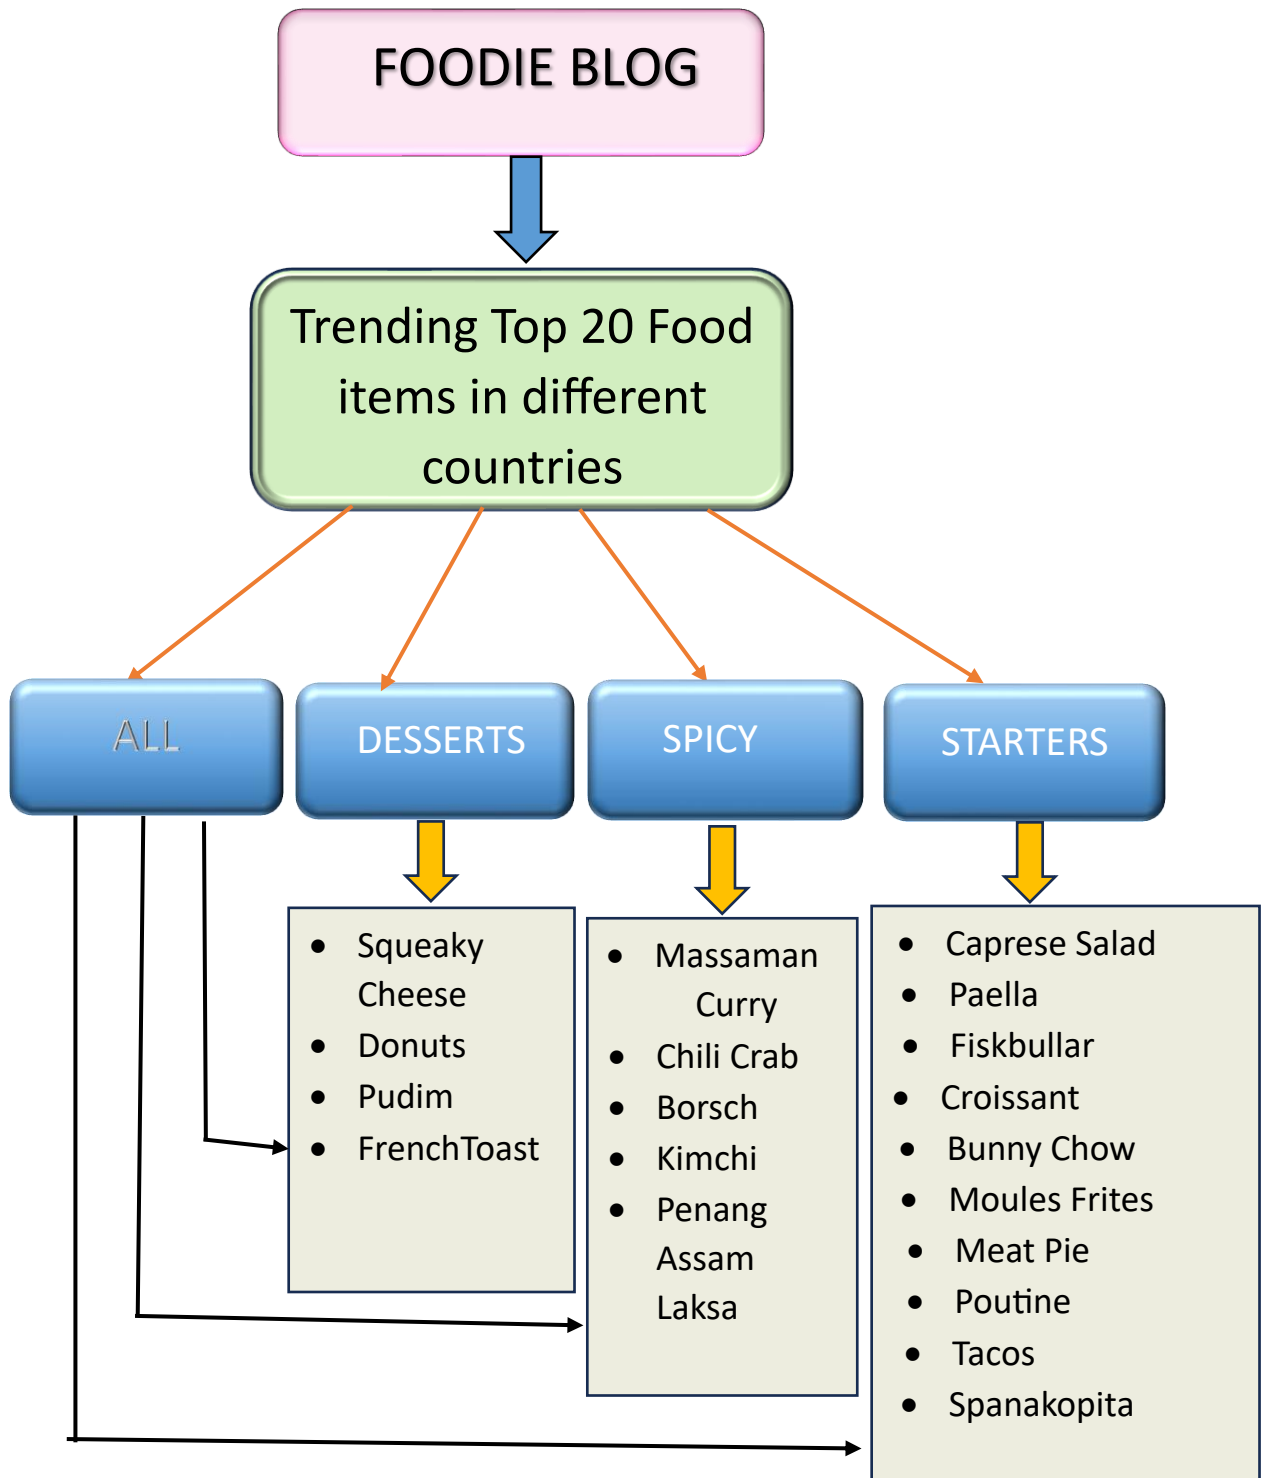 FOODIE BLOG
Trending Top 20 Food
items in different
countries
ALL
DESSERTS
SPICY
STARTERS
• Squeaky
Cheese
• Donuts
• Pudim
• FrenchToast
• Massaman
Curry
• Chili Crab
• Borsch
• Kimchi
• Penang
Assam
Laksa
• Caprese Salad
• Paella
• Fiskbullar
• Croissant
• Bunny Chow
• Moules Frites
• Meat Pie
• Poutine
• Tacos
• Spanakopita